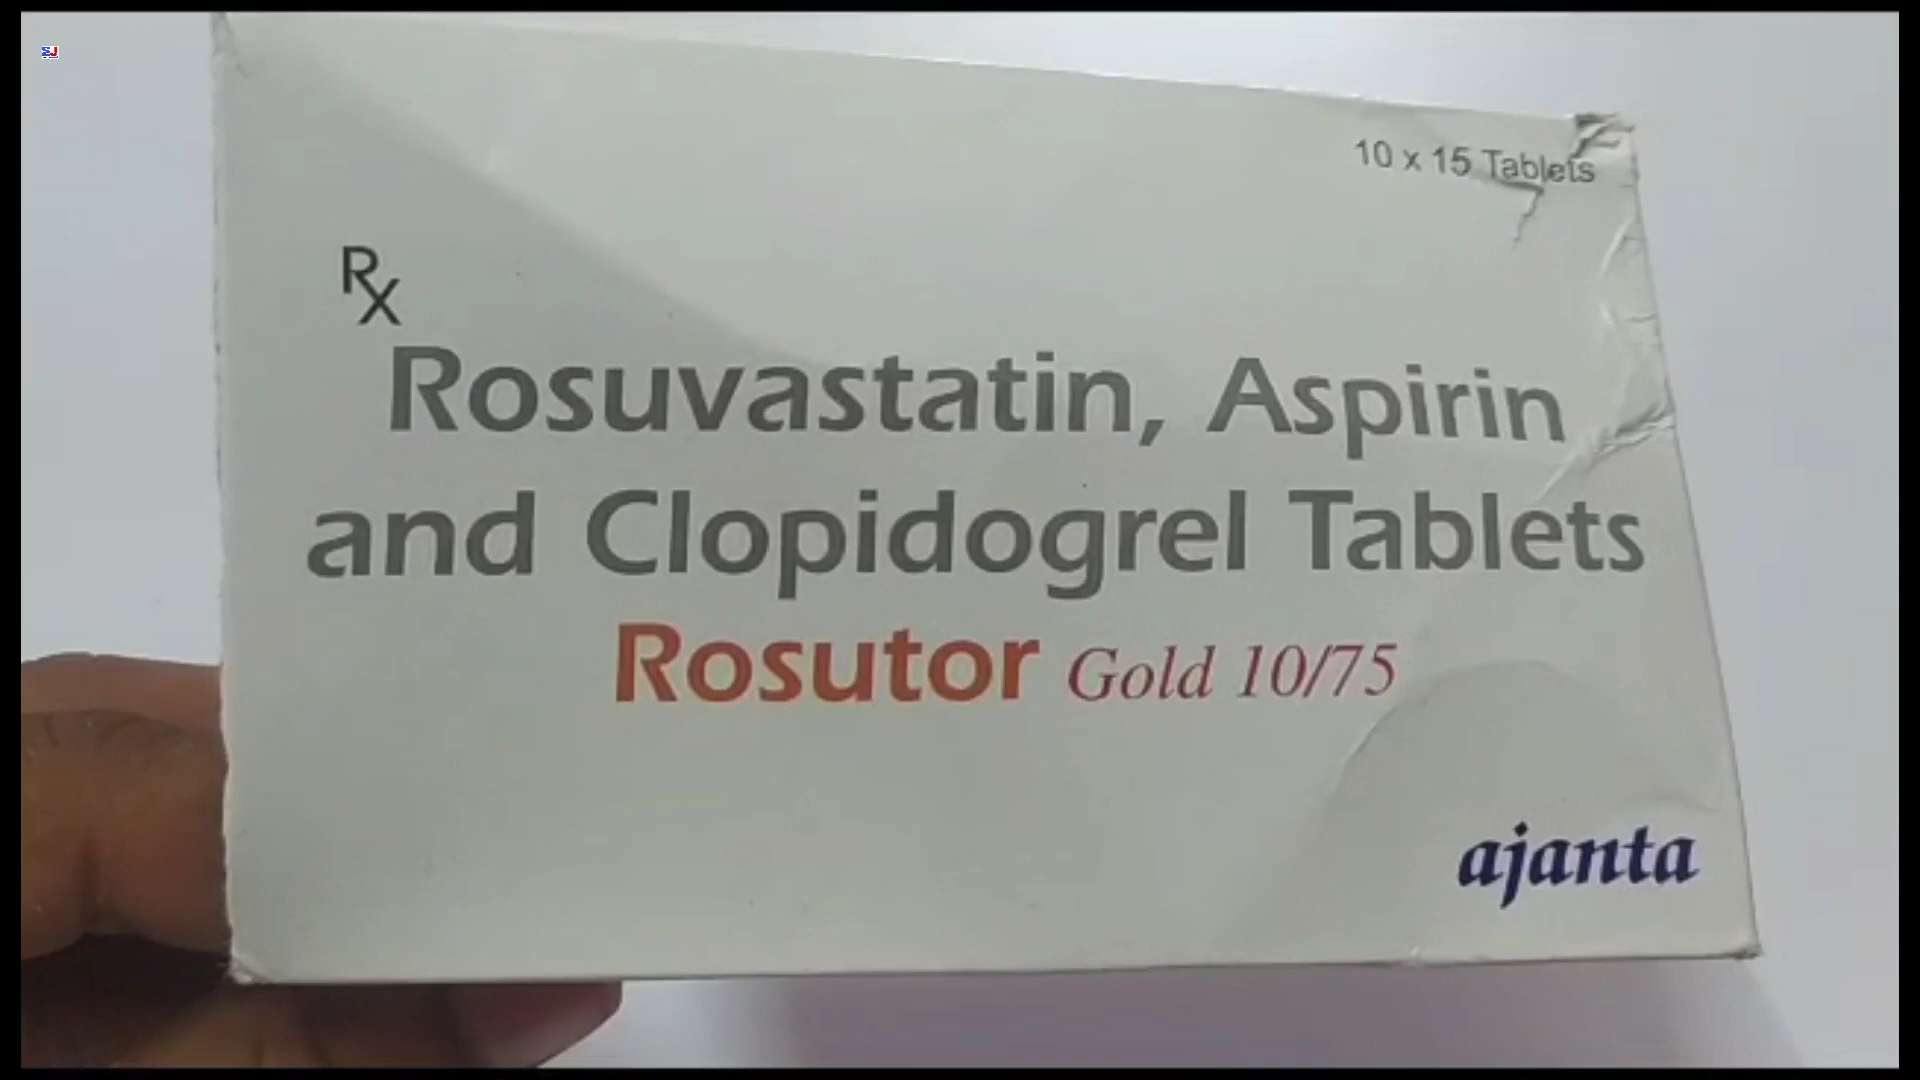 10 x 15 Tablets
Rx
Rosuvastatin, Aspirin
and Clopidogrel Tablets
Rosutor Gold 10/75
ajanta